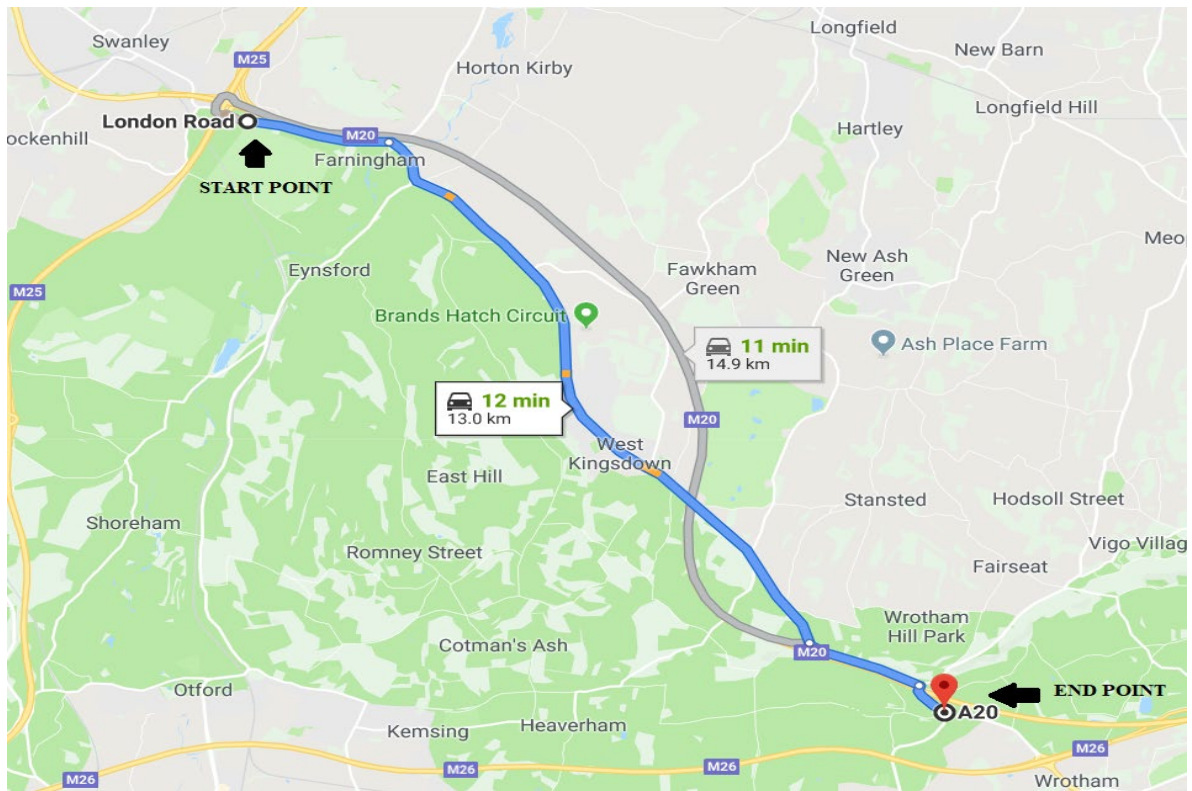 Longfield
Swanley
New Barn
M25
Horton Kirby
Longfield Hill
London Road
Hartley
ockenhill
M20
Farningham
START POINT
Meo
New Ash
Green
Eynsford
Fawkham
Green
M25
Brands Hatch Circuit
11 min
14.9 km
Ash Place Farm
12 min
13.0 km
M20
West
Kingsdown
East Hill
Stansted
Hodsoll Street
Shoreham
Romney Street
Vigo Villag
Fairseat
Wrotham
Hill Park
Cotman's Ash
M20
Otford
END POINT
A20
Heaverham
Kemsing
M26
M26
M26
M26
Wrotham